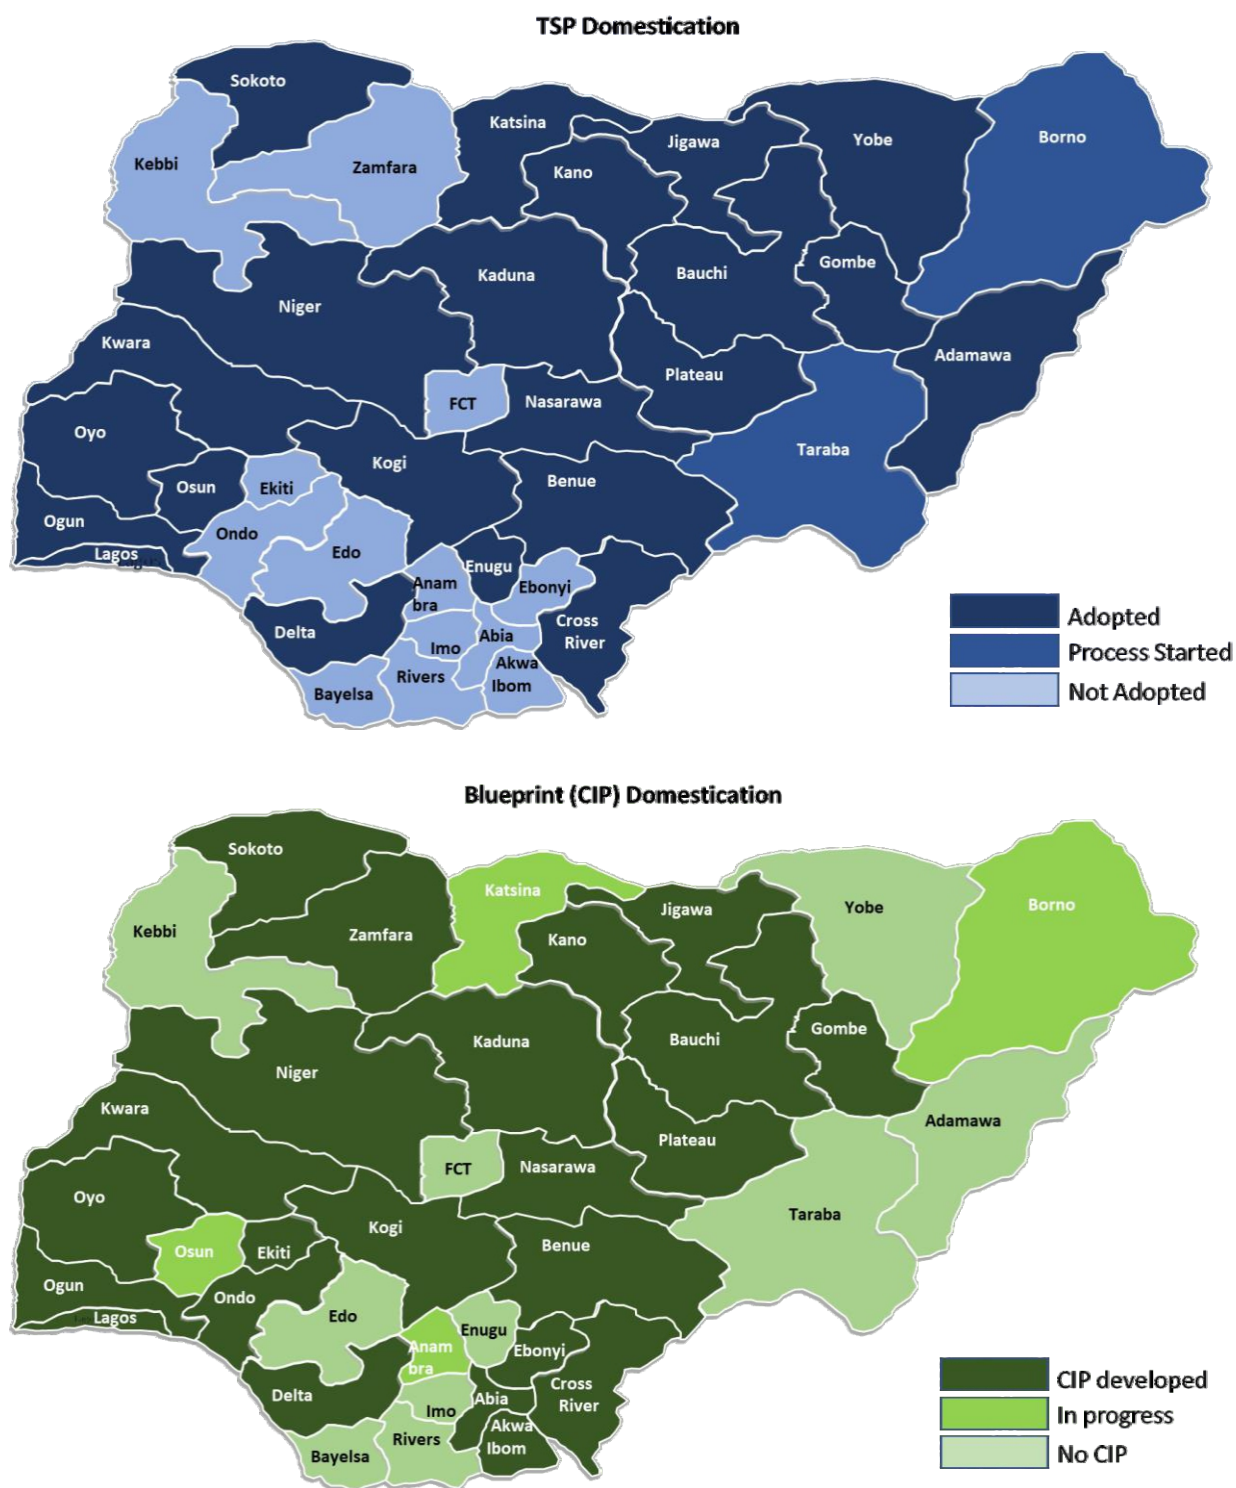 TSP Domestication
Sokoto
Katsina
Jigawa
Yobe
Borno
Kebbi
Zamfara
Kano
Gombe
Bauchi
Kaduna
Niger
Kwara
Adamawa
Plateau
FCT
Nasarawa
Oyo
Taraba
Kogi
Benue
Osun
Ekiti
Ogun
Ondo
Lagos
Edo
Enugu
Anam
bra
Ebonyi
Cross
River
Delta
Imo
Abia
Akwa
Ibom
Rivers
Bayelsa
Adopted
Process Started
Not Adopted
Blueprint (CIP) Domestication
Sokoto
Katsina
Jigawa
Yobe
Borno
Kebbi
Zamfara
Kano
Gombe
Bauchi
Kaduna
Niger
Kwara
Adamawa
Plateau
FCT
Nasarawa
Oyo
Taraba
Kogi
Benue
Osun
Ekiti
Ogun
Ondo
Lagos
Edo
Enugu
Anam
bra
Ebonyi
Cross
River
Delta
Imo
Abia
Akwa
Ibom
Rivers
Bayelsa
CIP developed
In progress
No CIP